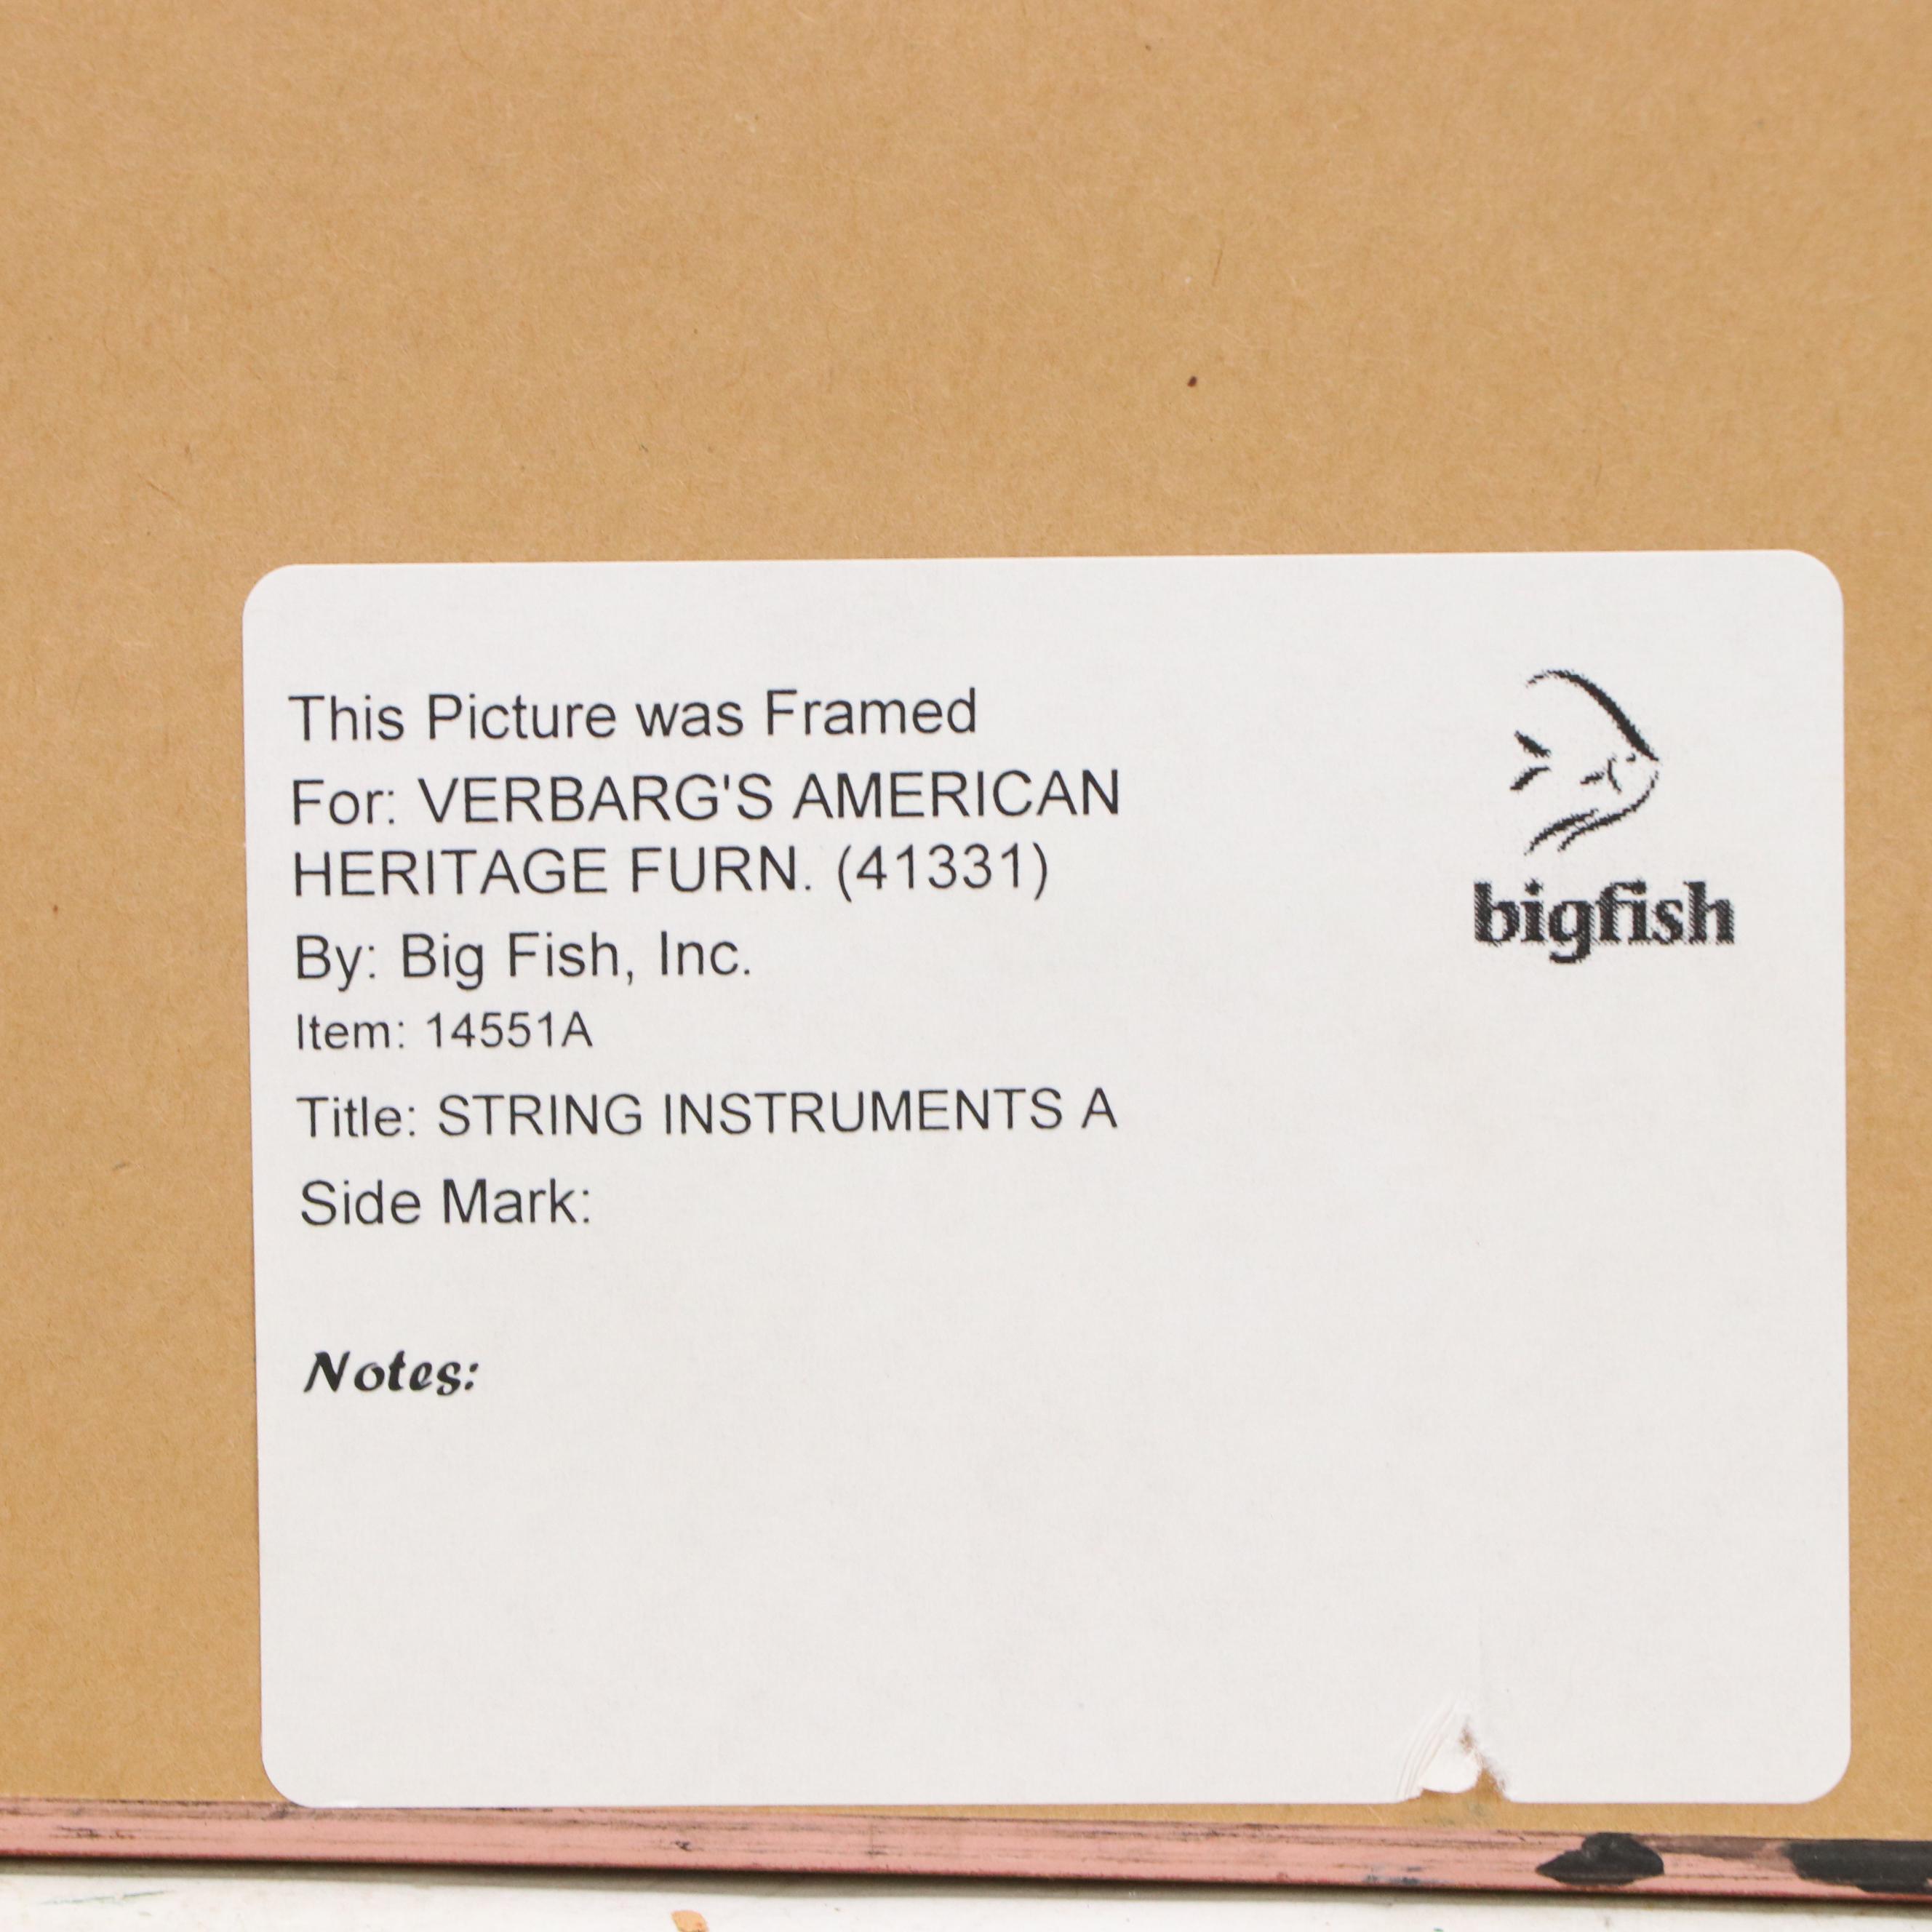 This Picture was Framed
For: VERBARG'S AMERICAN
HERITAGE FURN. (41331)
By: Big Fish, Inc.
Item: 14551A
Title: STRING INSTRUMENTS A
Side Mark:
Notes:
bigfish